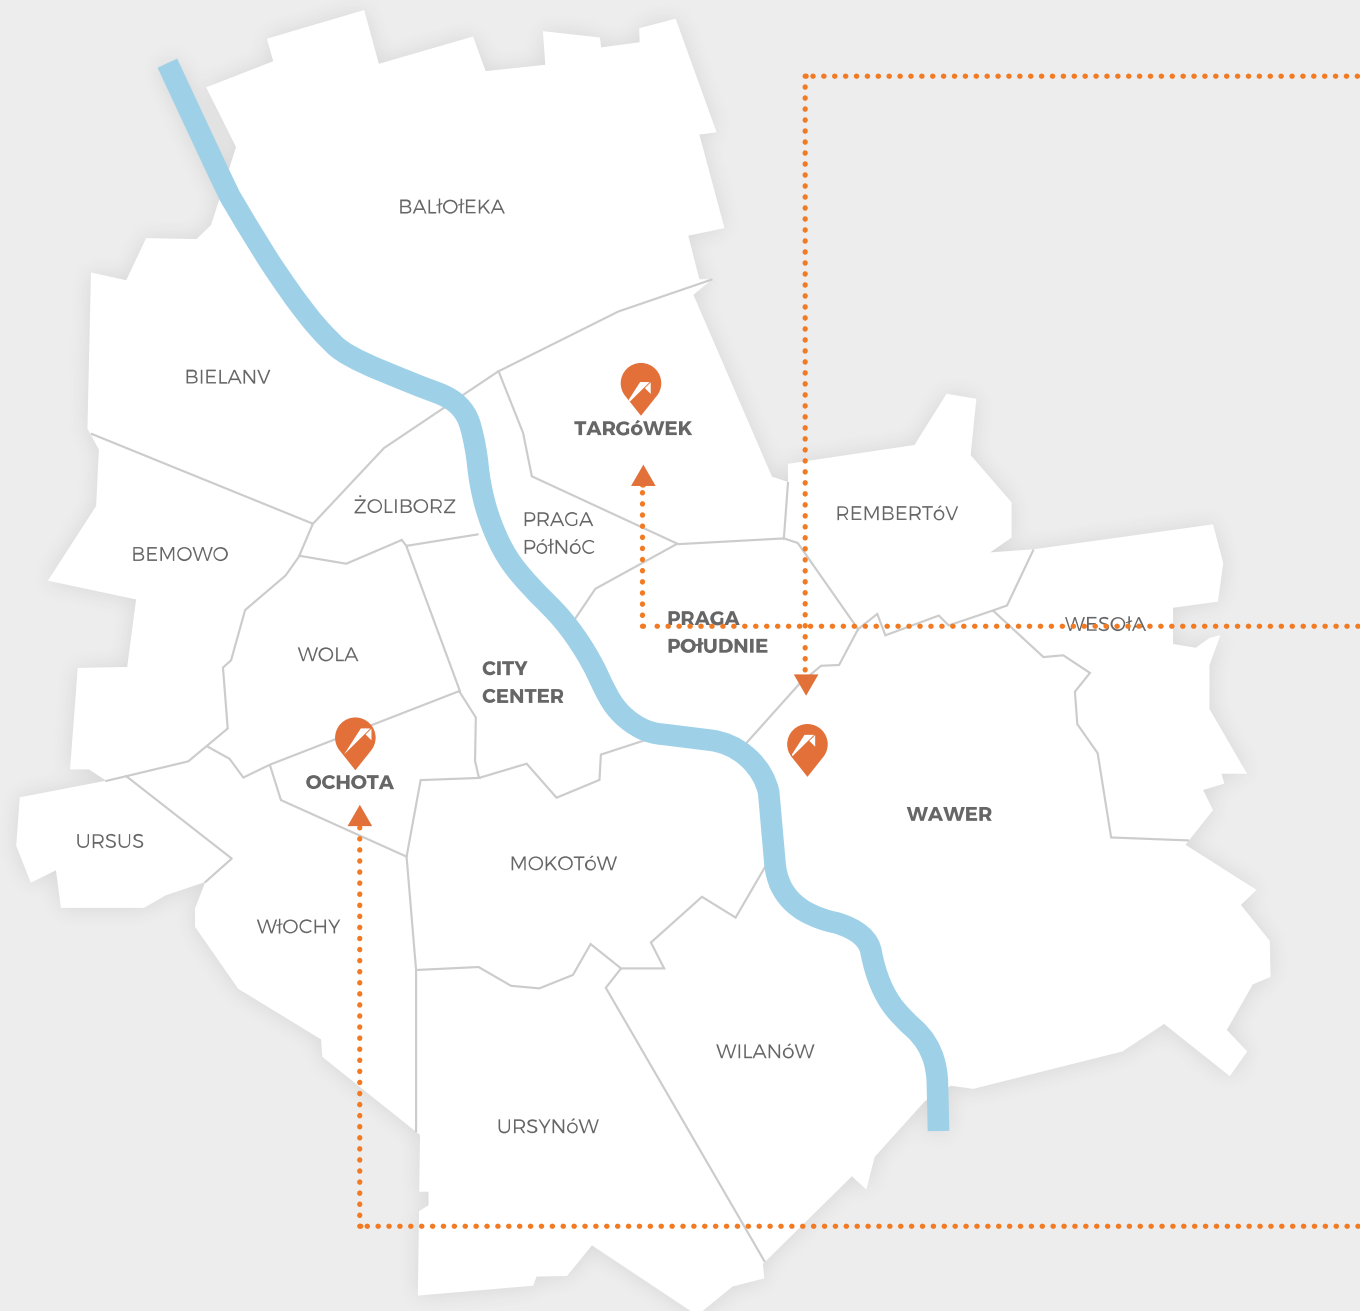 BALłOłEKA
BIELANV
TARGóWEK
ŻOLIBORZ
PRAGA
PółNóC
REMBERTóV
BEMOWO
PRAGA
POłUDNIE
WESOłA
WOLA
CITY
CENTER
OCHOTA
WAWER
URSUS
MOKOTóW
WłOCHY
WILANóW
URSYNóW